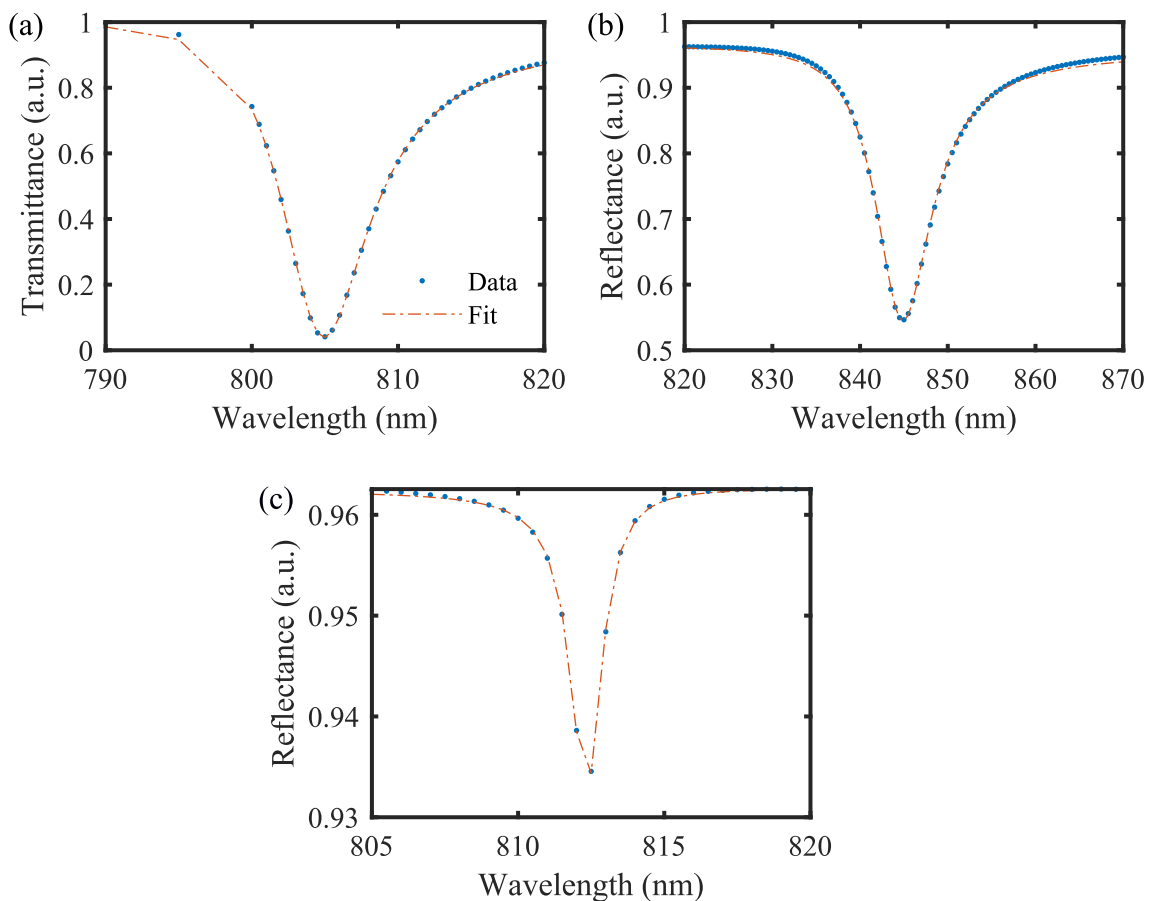 (a)
Transmittance (a.u.)
1
0.8
0.6
0.4
0.2
0
790 800 810 820
Wavelength (nm)
Data
Fit
(b)
Reflectance (a.u.)
1
0.9
0.8
0.7
0.6
0.5
820 830 840 850 860 870
Wavelength (nm)
(c)
Reflectance (a.u.)
0.96
0.95
0.94
0.93
805 810 815 820
Wavelength (nm)